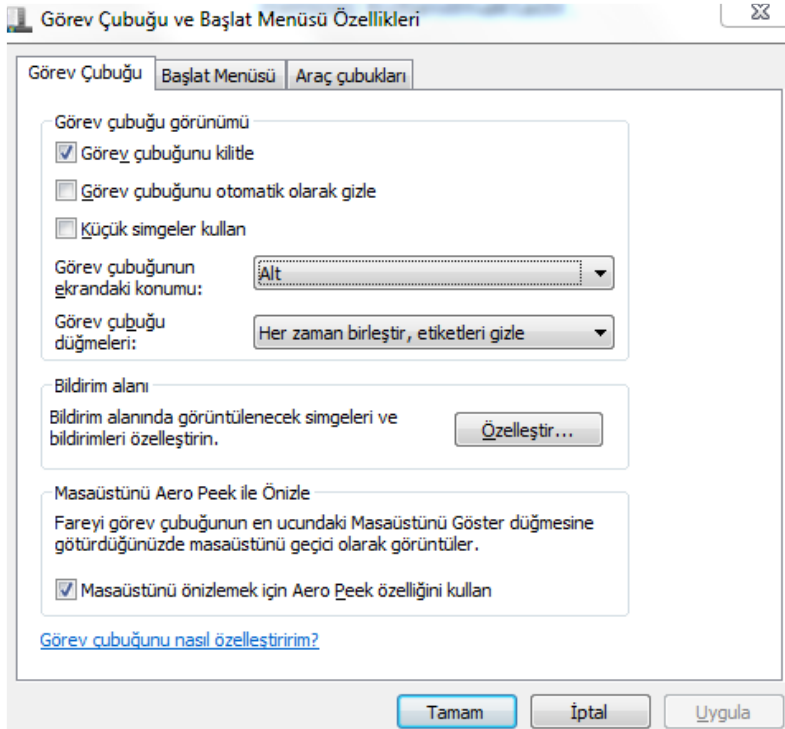 Görev Çubuğu ve Başlat Menüsü Özellikleri
Görev Çubuğu
Başlat Menüsü
Araç çubukları
Görev çubuğu görünümü
Görev çubuğunu kilitle
Görev çubuğunu otomatik olarak gizle
Küçük simgeler kullan
Görev çubuğunun
ekrandaki konumu:
Alt
Görev çubuğu
düğmeleri:
Her zaman birleştir, etiketleri gizle
Bildirim alanı
Bildirim alanında görüntülenecek simgeleri ve
bildirimleri özelleştirin.
Özelleştir...
Masaüstünü Aero Peek ile Önizle
Fareyi görev çubuğunun en ucundaki Masaüstünü Göster düğmesine
götürdüğünüzde masaüstünü geçici olarak görüntüler.
Masaüstünü önizlemek için Aero Peek özelliğini kullan
Görev çubuğunu nasıl özelleştiririm?
Tamam
İptal
Uygula